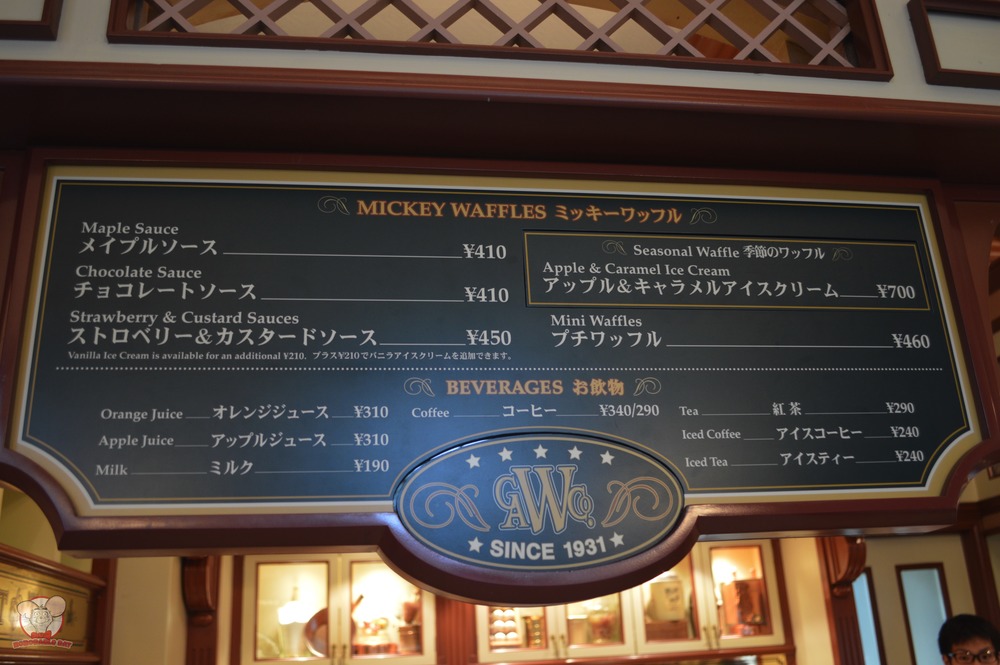 MICKEY WAFFLES ミッキーワッフル
Maple Sauce
メイプルソース ¥410
Chocolate Sauce
チョコレートソース ¥410
Strawberry & Custard Sauces
ストロベリー&カスタードソース ¥450
Vanilla Ice Cream is available for an additional ¥210. プラス¥210でバニラアイスクリームを追加できます。
Seasonal Waffle 季節のワッフル
Apple & Caramel Ice Cream
アップル&キャラメルアイスクリーム ¥700
Mini Waffles
プチワッフル ¥460
BEVERAGES お飲物
Orange Juice オレンジジュース ¥310
Apple Juice アップルジュース ¥310
Milk ミルク ¥190
Coffee コーヒー ¥340/290
Tea 紅茶 ¥290
Iced Coffee アイスコーヒー ¥240
Iced Tea アイスティー ¥240
GAW Co.
SINCE 1931